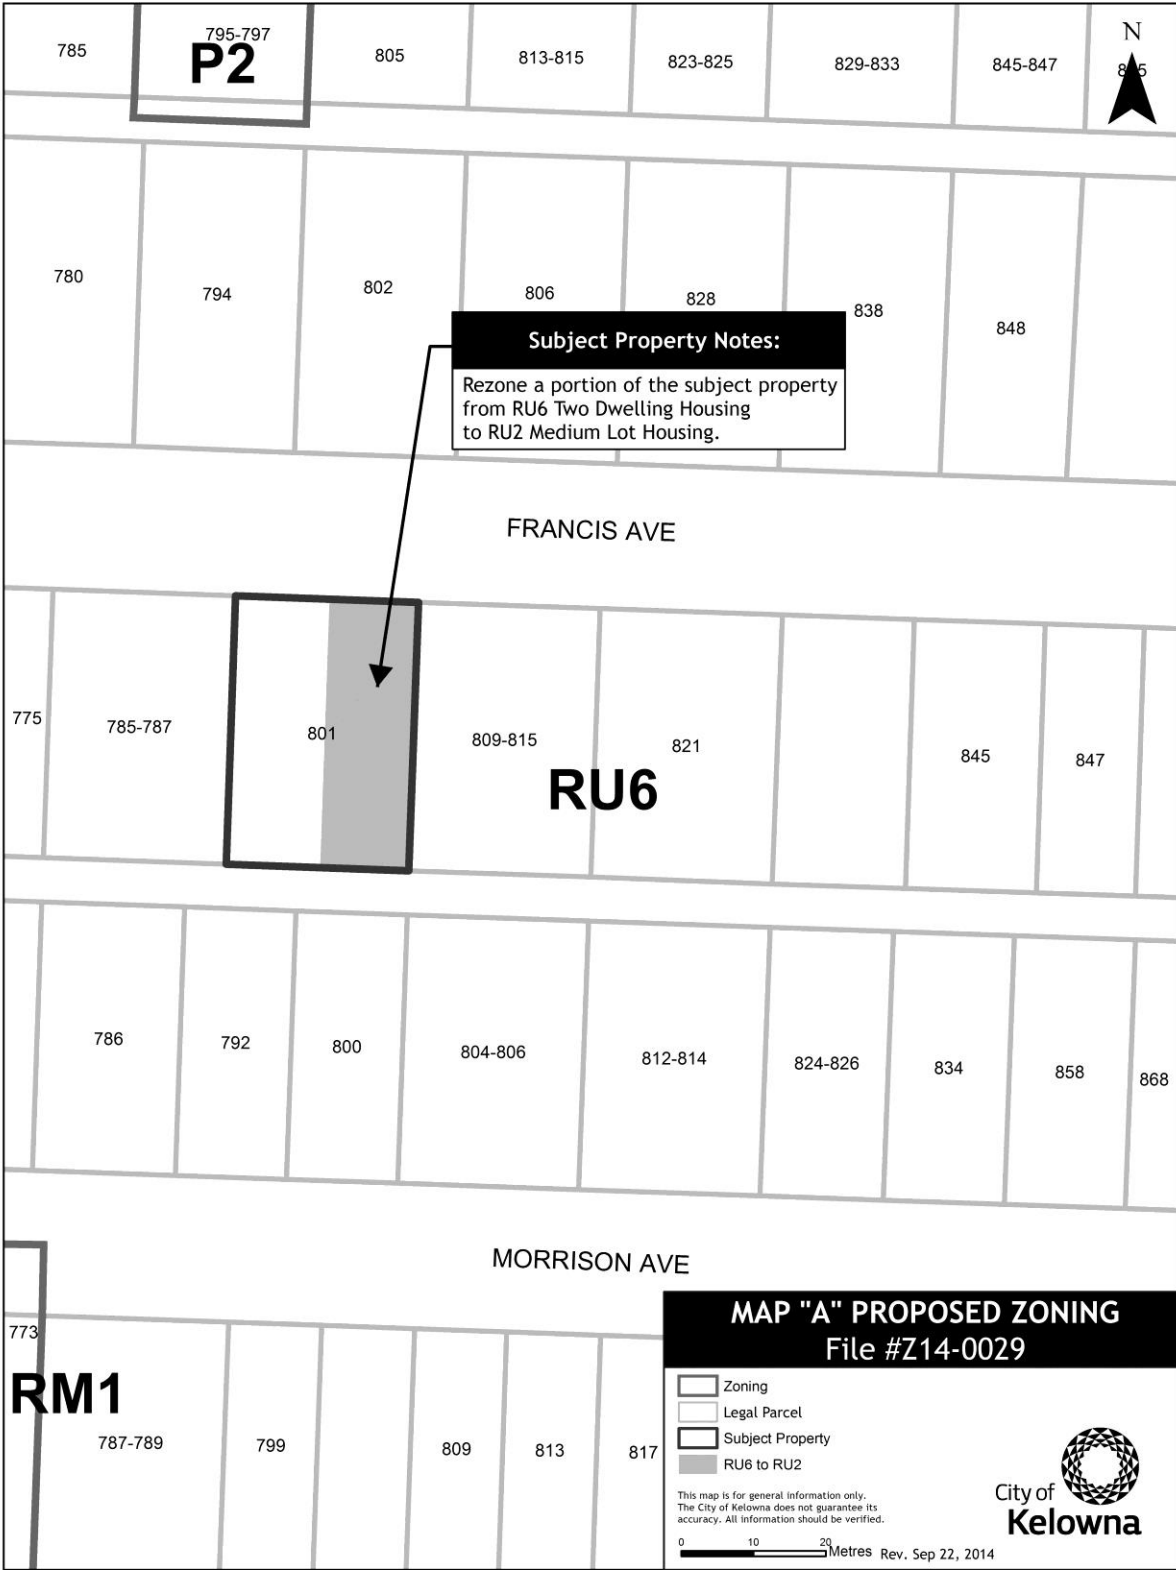 795-797
785
P2
805
813-815
823-825
829-833
845-847
N
780
794
802
806
828
838
848
Subject Property Notes:
Rezone a portion of the subject property
from RU6 Two Dwelling Housing
to RU2 Medium Lot Housing.
FRANCIS AVE
775
785-787
801
809-815
821
845
847
RU6
786
792
800
804-806
812-814
824-826
834
858
868
MORRISON AVE
773
RM1
787-789
799
809
813
817
MAP "A" PROPOSED ZONING
File #Z14-0029
Zoning
Legal Parcel
Subject Property
RU6 to RU2
This map is for general information only.
The City of Kelowna does not guarantee its
accuracy. All information should be verified.
0 10 20
Metres
Rev. Sep 22, 2014
City of
Kelowna